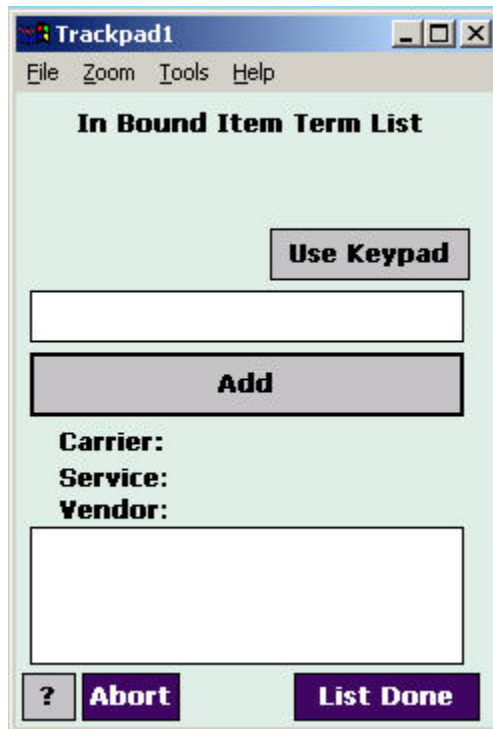 Trackpad1
File Zoom Tools Help
In Bound Item Term List
Use Keypad
Add
Carrier:
Service:
Vendor:
? Abort List Done